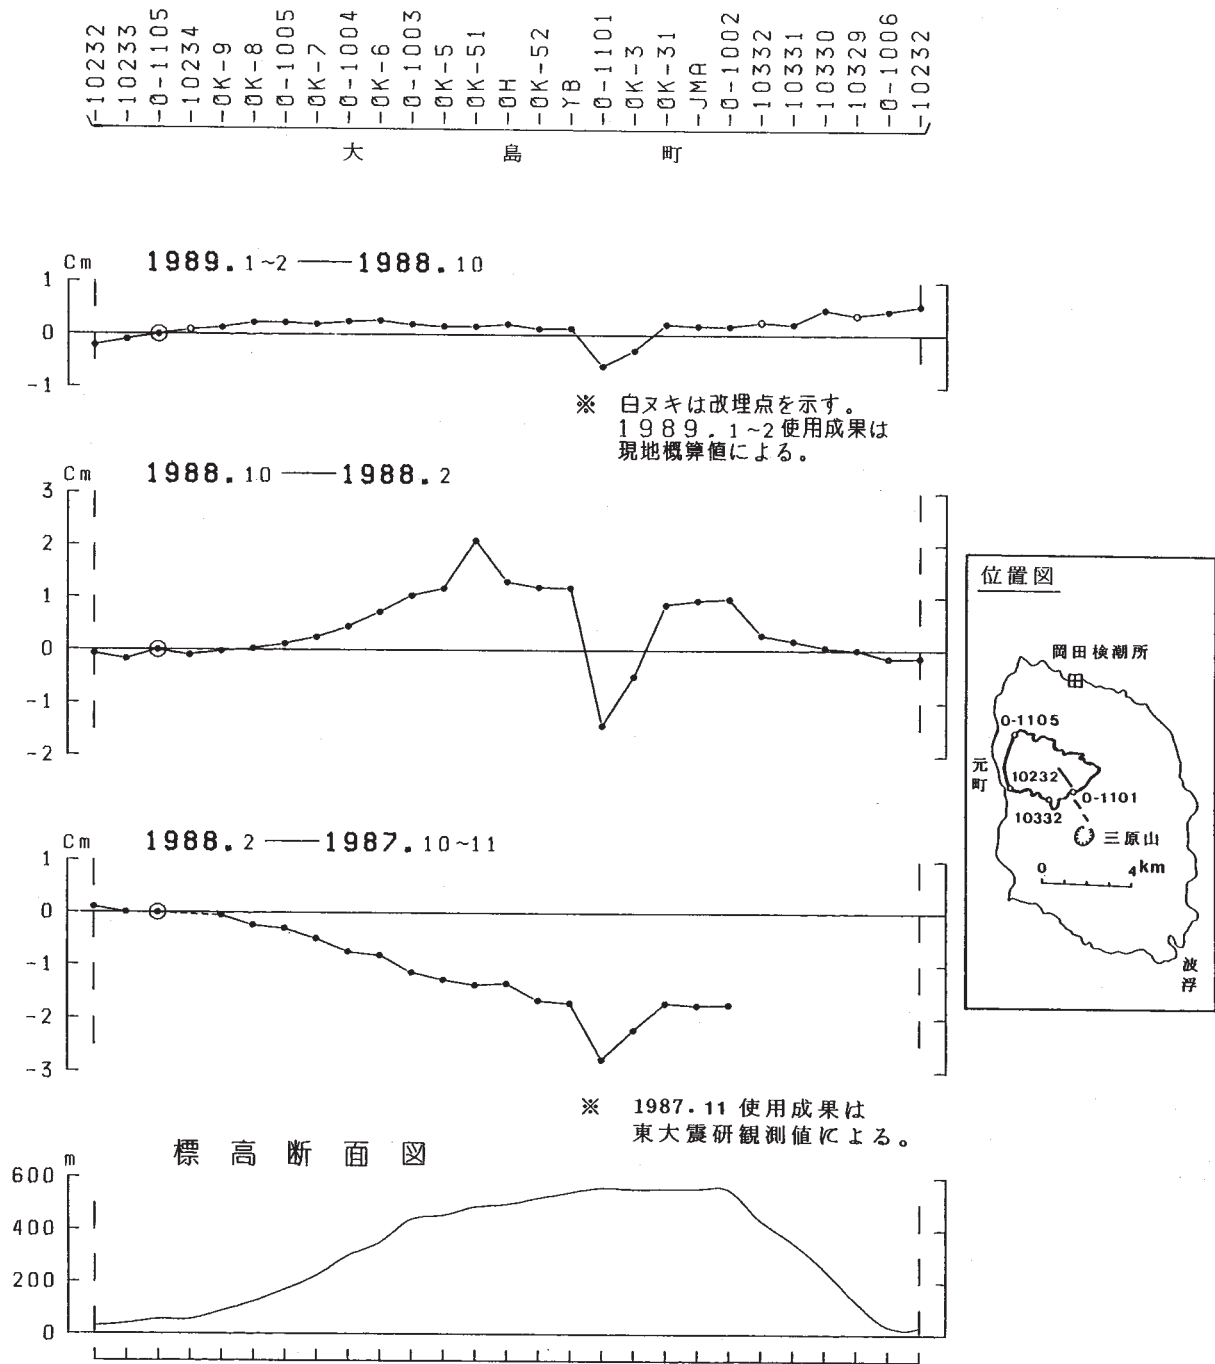 -10232
-10233
-0-1105
-10234
-0K-9
-0K-8
-0-1005
-0K-7
-0-1004
-0K-6
-0-1003
-0K-5
-0K-51
-0H
-0K-52
-YB
-0-1101
-0K-3
-0K-31
-JMA
-0-1002
-10332
-10331
-10330
-10329
-0-1006
-10232
大 島 町
Cm 1989.1~2 —— 1988.10
1
0
-1
※ 白ヌキは改埋点を示す。
1989.1~2使用成果は
現地概算値による。
Cm 1988.10 —— 1988.2
3
2
1
0
-1
-2
位置図
岡田検潮所
0-1105
元町
10232
0-1101
10332
三原山
0 4km
波浮
Cm 1988.2 —— 1987.10~11
1
0
-1
-2
-3
※ 1987.11 使用成果は
東大震研観測値による。
標高断面図
m
600
400
200
0